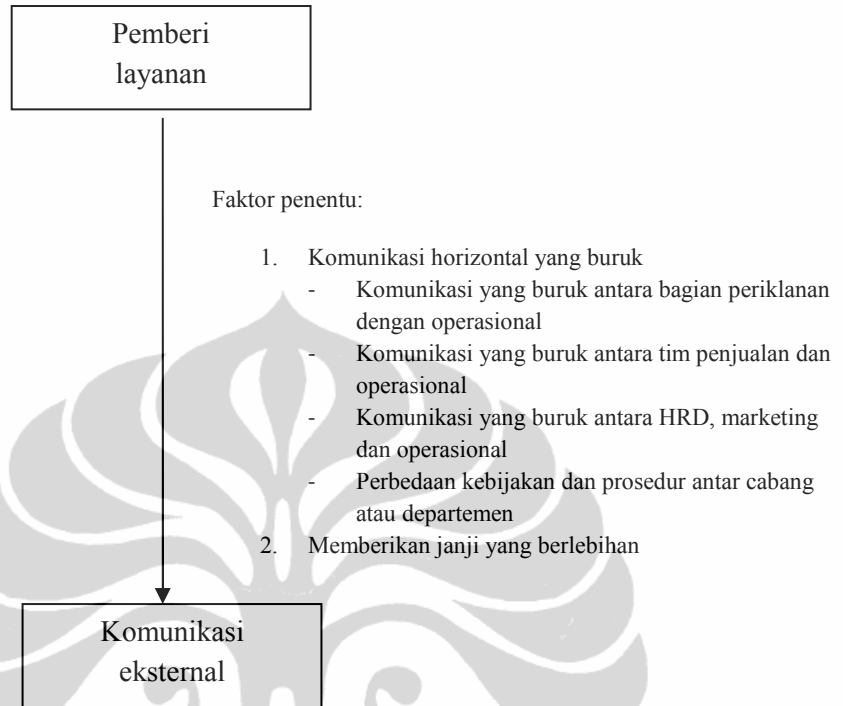 Pemberi
layanan
Faktor penentu:
1. Komunikasi horizontal yang buruk
- Komunikasi yang buruk antara bagian periklanan
dengan operasional
- Komunikasi yang buruk antara tim penjualan dan
operasional
- Komunikasi yang buruk antara HRD, marketing
dan operasional
- Perbedaan kebijakan dan prosedur antar cabang
atau departemen
2. Memberikan janji yang berlebihan
Komunikasi
eksternal